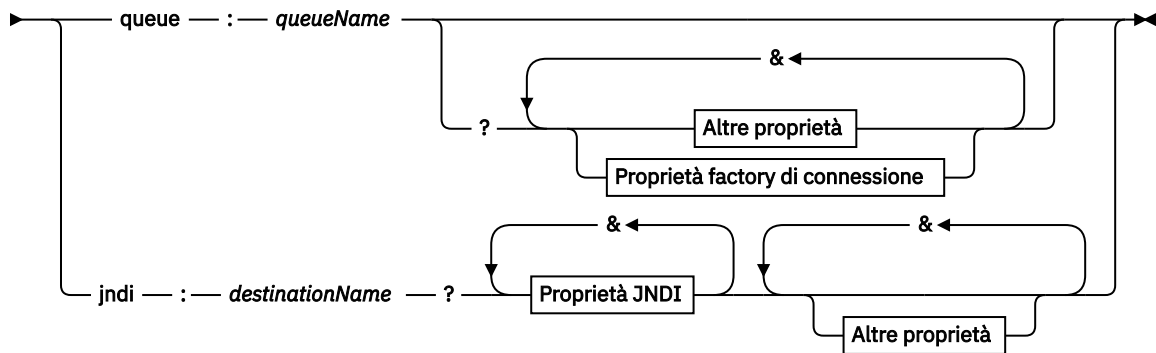 queue : queueName
&
? Altre proprietà
Proprietà factory di connessione
& &
jndi : destinationName ? Proprietà JNDI
Altre proprietà